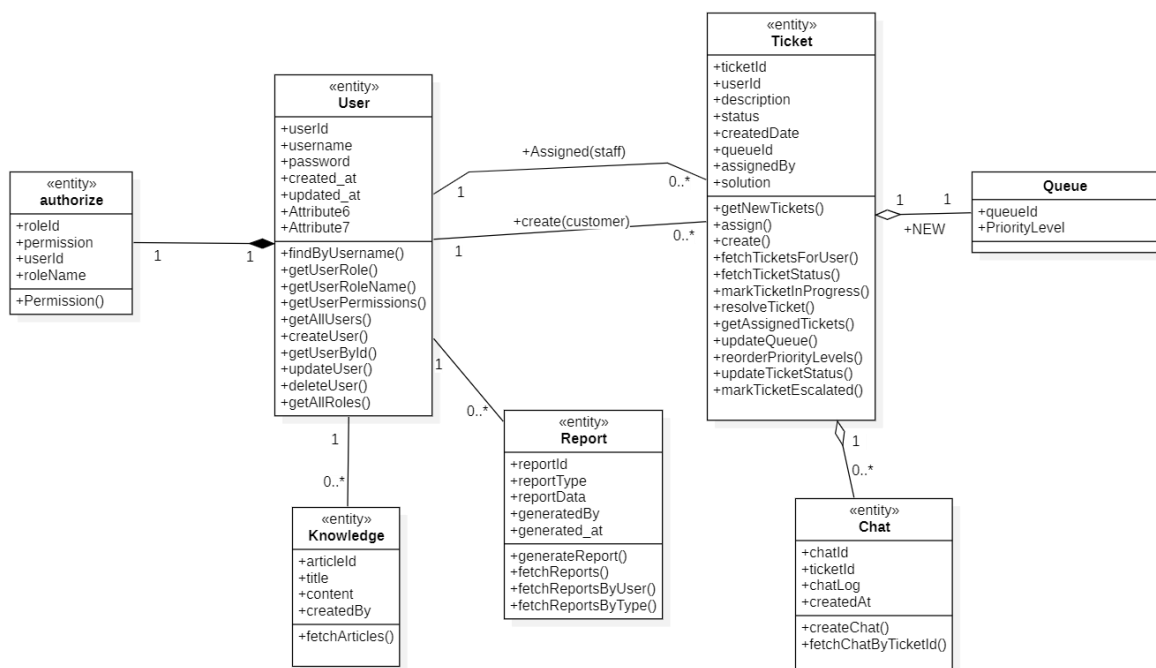 «entity»
Ticket
+ticketId
+userId
+description
+status
+createdDate
+queueId
+assignedBy
+solution
+getNewTickets()
+assign()
+create()
+fetchTicketsForUser()
+fetchTicketStatus()
+markTicketInProgress()
+resolveTicket()
+getAssignedTickets()
+updateQueue()
+reorderPriorityLevels()
+updateTicketStatus()
+markTicketEscalated()
«entity»
User
+userId
+username
+password
+created_at
+updated_at
+Attribute6
+Attribute7
+findByUsername()
+getUserRole()
+getUserRoleName()
+getUserPermissions()
+getAllUsers()
+createUser()
+getUserById()
+updateUser()
+deleteUser()
+getAllRoles()
+Assigned(staff)
1
0..*
+create(customer)
1
0..*
«entity»
authorize
+roleId
+permission
+userId
+roleName
+Permission()
1
1
Queue
+queueId
+PriorityLevel
1
1
+NEW
1
0..*
«entity»
Report
+reportId
+reportType
+reportData
+generatedBy
+generated_at
+generateReport()
+fetchReports()
+fetchReportsByUser()
+fetchReportsByType()
1
0..*
«entity»
Knowledge
+articleId
+title
+content
+createdBy
+fetchArticles()
1
0..*
«entity»
Chat
+chatId
+ticketId
+chatLog
+createdAt
+createChat()
+fetchChatByTicketId()